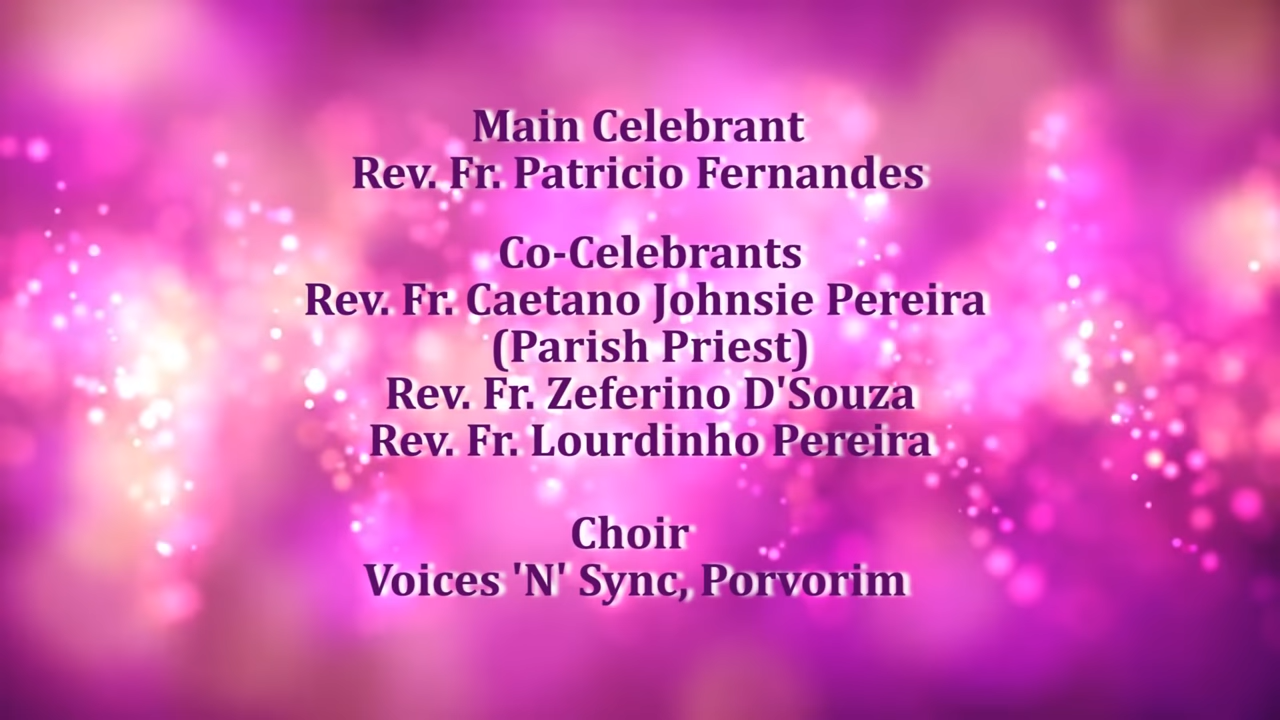 Main Celebrant
Rev. Fr. Patricio Fernandes
Co-Celebrants
Rev. Fr. Caetano Johnsie Pereira
(Parish Priest)
Rev. Fr. Zeferino D'Souza
Rev. Fr. Lourdinho Pereira
Choir
Voices 'N' Sync, Porvorim